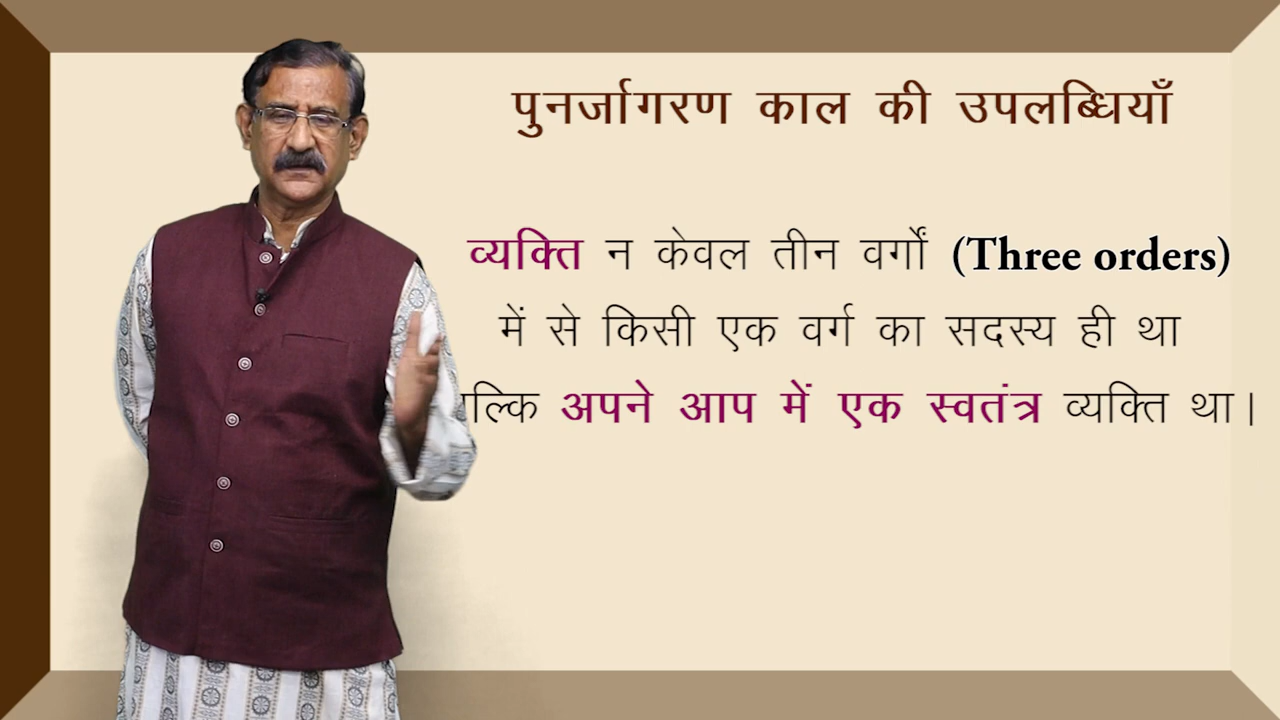 पुनर्जागरण काल की उपलब्धियाँ
व्यक्ति न केवल तीन वर्गों (Three orders)
में से किसी एक वर्ग का सदस्य ही था
अपने आप में एक स्वतंत्र व्यक्ति था।